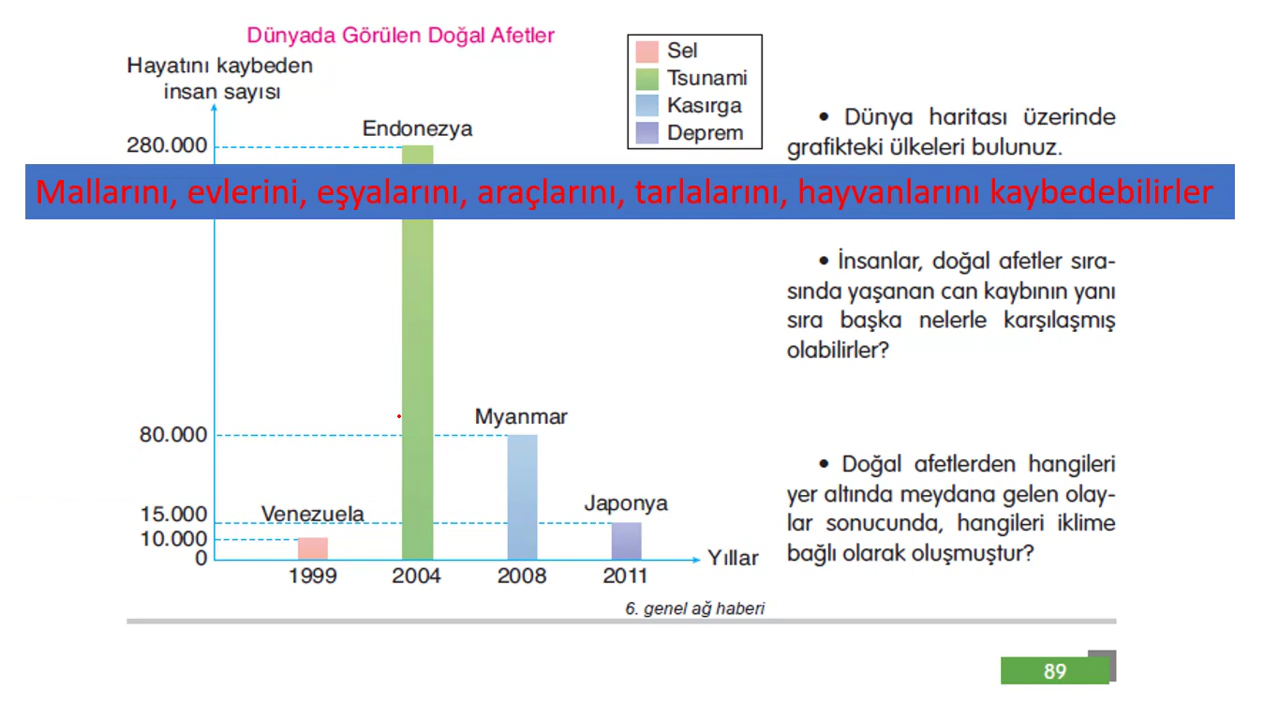 Dünyada Görülen Doğal Afetler
Hayatını kaybeden
insan sayısı
Sel
Tsunami
Kasırga
Deprem
Endonezya
280.000
• Dünya haritası üzerinde
grafikteki ülkeleri bulunuz.
Mallarını, evlerini, eşyalarını, araçlarını, tarlalarını, hayvanlarını kaybedebilirler
• İnsanlar, doğal afetler sıra-
sında yaşanan can kaybının yanı
sıra başka nelerle karşılaşmış
olabilirler?
Myanmar
80.000
Japonya
Venezuela
15.000
10.000
0
Yıllar
1999 2004 2008 2011
• Doğal afetlerden hangileri
yer altında meydana gelen olay-
lar sonucunda, hangileri iklime
bağlı olarak oluşmuştur?
6. genel ağ haberi
89